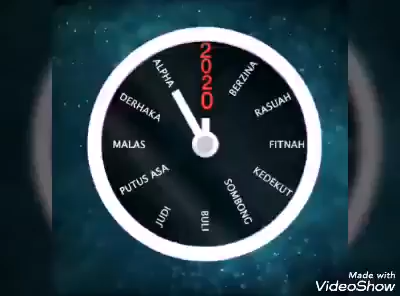 2020
BERZINA
RASUAH
FITNAH
KEDEKUT
SOMBONG
BULI
JUDI
PUTUS ASA
MALAS
DERHAKA
ALPHA
Made with
VideoShow